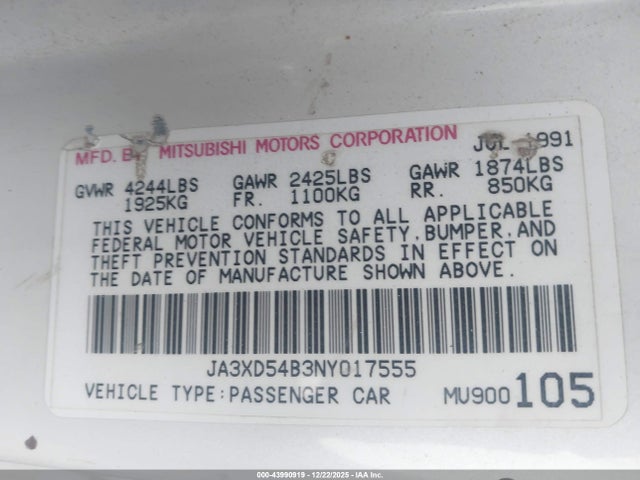 MFD. BY MITSUBISHI MOTORS CORPORATION JUL 1991
GVWR 4244LBS GAWR 2425LBS GAWR 1874LBS
1925KG FR. 1100KG RR. 850KG
THIS VEHICLE CONFORMS TO ALL APPLICABLE
FEDERAL MOTOR VEHICLE SAFETY, BUMPER, AND
THEFT PREVENTION STANDARDS IN EFFECT ON
THE DATE OF MANUFACTURE SHOWN ABOVE.
JA3XD54B3NY017555
VEHICLE TYPE:PASSENGER CAR MU900 105
000-43990919 - 12/22/2025 - IAA Inc.